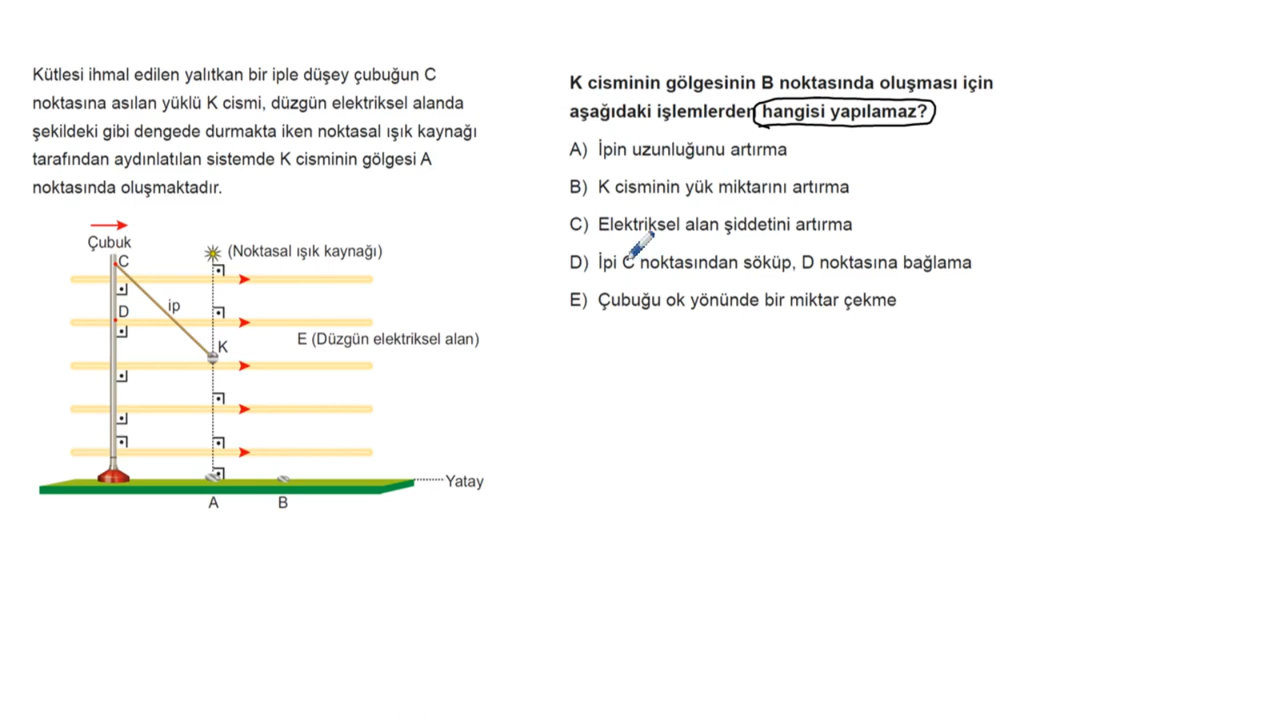 Kütlesi ihmal edilen yalıtkan bir iple düşey çubuğun C
noktasına asılan yüklü K cismi, düzgün elektriksel alanda
şekildeki gibi dengede durmakta iken noktasal ışık kaynağı
tarafından aydınlatılan sistemde K cisminin gölgesi A
noktasında oluşmaktadır.
Çubuk
(Noktasal ışık kaynağı)
C
ip
D
K
E (Düzgün elektriksel alan)
Yatay
A
B
K cisminin gölgesinin B noktasında oluşması için
aşağıdaki işlemlerden hangisi yapılamaz?
A) İpin uzunluğunu artırma
B) K cisminin yük miktarını artırma
C) Elektriksel alan şiddetini artırma
D) İpi C noktasından söküp, D noktasına bağlama
E) Çubuğu ok yönünde bir miktar çekme